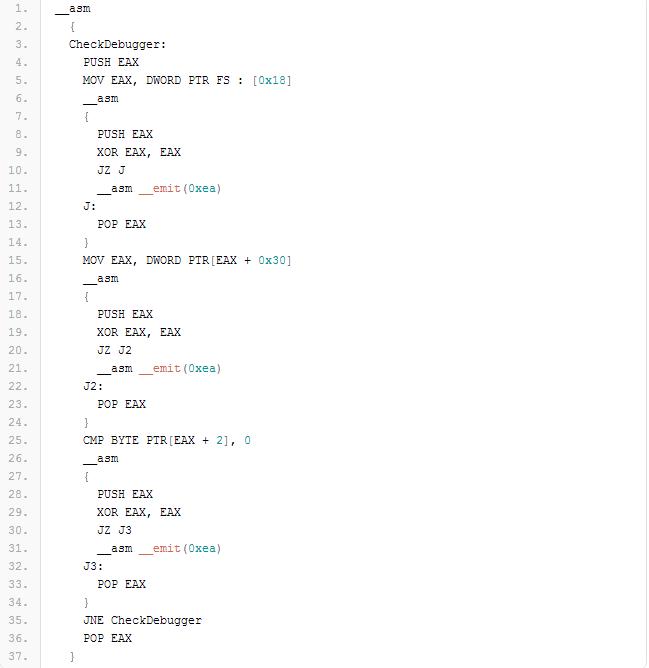 1. __asm
2. {
3. CheckDebugger:
4. PUSH EAX
5. MOV EAX, DWORD PTR FS : [0x18]
6. __asm
7. {
8. PUSH EAX
9. XOR EAX, EAX
10. JZ J
11. __asm __emit(0xea)
12. J:
13. POP EAX
14. }
15. MOV EAX, DWORD PTR[EAX + 0x30]
16. __asm
17. {
18. PUSH EAX
19. XOR EAX, EAX
20. JZ J2
21. __asm __emit(0xea)
22. J2:
23. POP EAX
24. }
25. CMP BYTE PTR[EAX + 2], 0
26. __asm
27. {
28. PUSH EAX
29. XOR EAX, EAX
30. JZ J3
31. __asm __emit(0xea)
32. J3:
33. POP EAX
34. }
35. JNE CheckDebugger
36. POP EAX
37. }